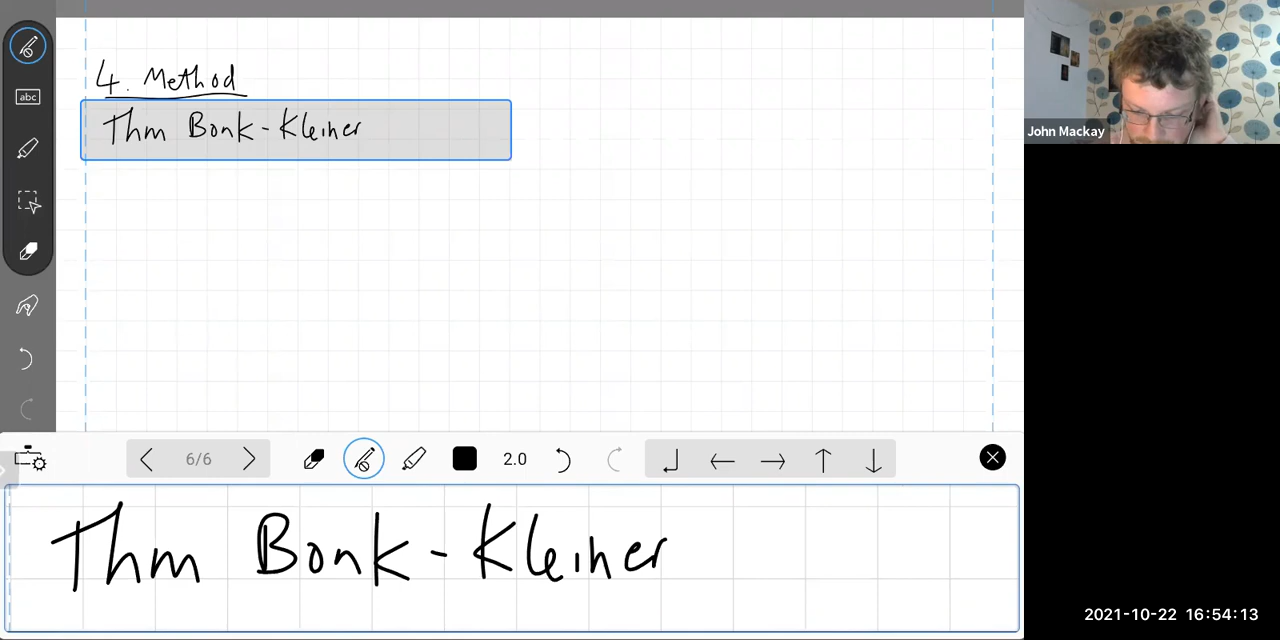 4. Method
Thm Bonk-Kleiner
abc
John Mackay
6/6
2.0
Thm Bonk-Kleiner
2021-10-22 16:54:13